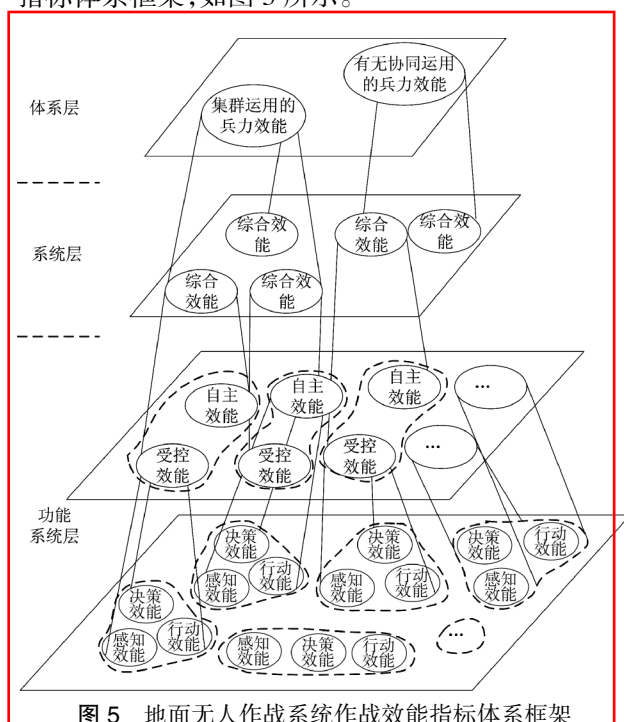 指标体系框架,如图 5 所示。
体系层
有无协同运用
的兵力效能
集群运用的
兵力效能
系统层
综合效
能
综合
效能
综合效
能
综合
效能
综合效
能
功能
系统层
自主
效能
自主
效能
自主
效能
...
受控
效能
受控
效能
受控
效能
...
决策
效能
感知
效能
行动
效能
决策
效能
感知
效能
行动
效能
决策
效能
行动
效能
感知
效能
决策
效能
感知
效能
行动
效能
感知
效能
决策
效能
行动
效能
...
图 5 地面无人作战系统作战效能指标体系框架